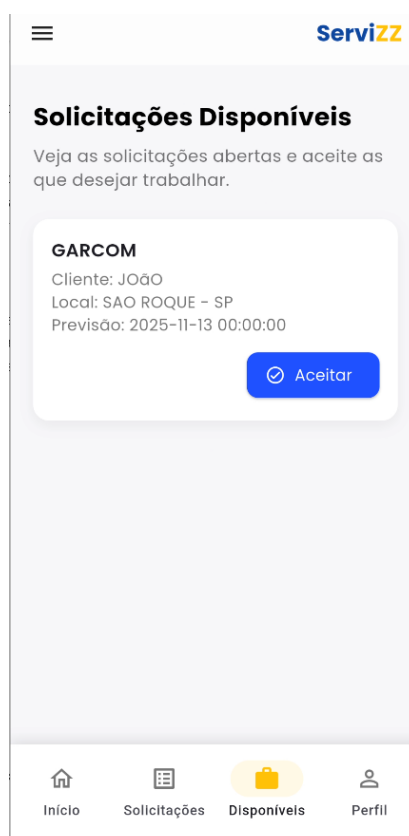 ServiZZ
Solicitações Disponíveis
Veja as solicitações abertas e aceite as
que desejar trabalhar.
GARCOM
Cliente: JOãO
Local: SAO ROQUE - SP
Previsão: 2025-11-13 00:00:00
Aceitar
Início Solicitações Disponíveis Perfil